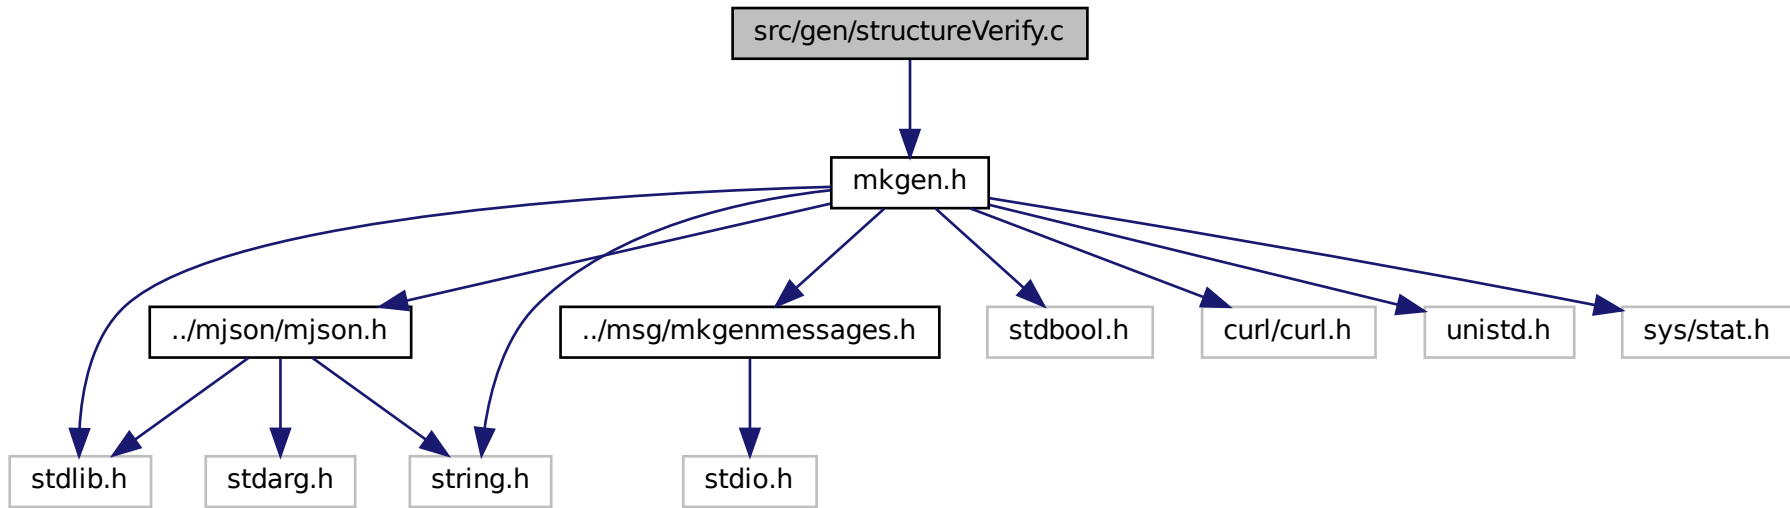 src/gen/structureVerify.c
mkgen.h
../mjson/mjson.h
../msg/mkgenmessages.h
stdbool.h
curl/curl.h
unistd.h
sys/stat.h
stdlib.h
stdarg.h
string.h
stdio.h